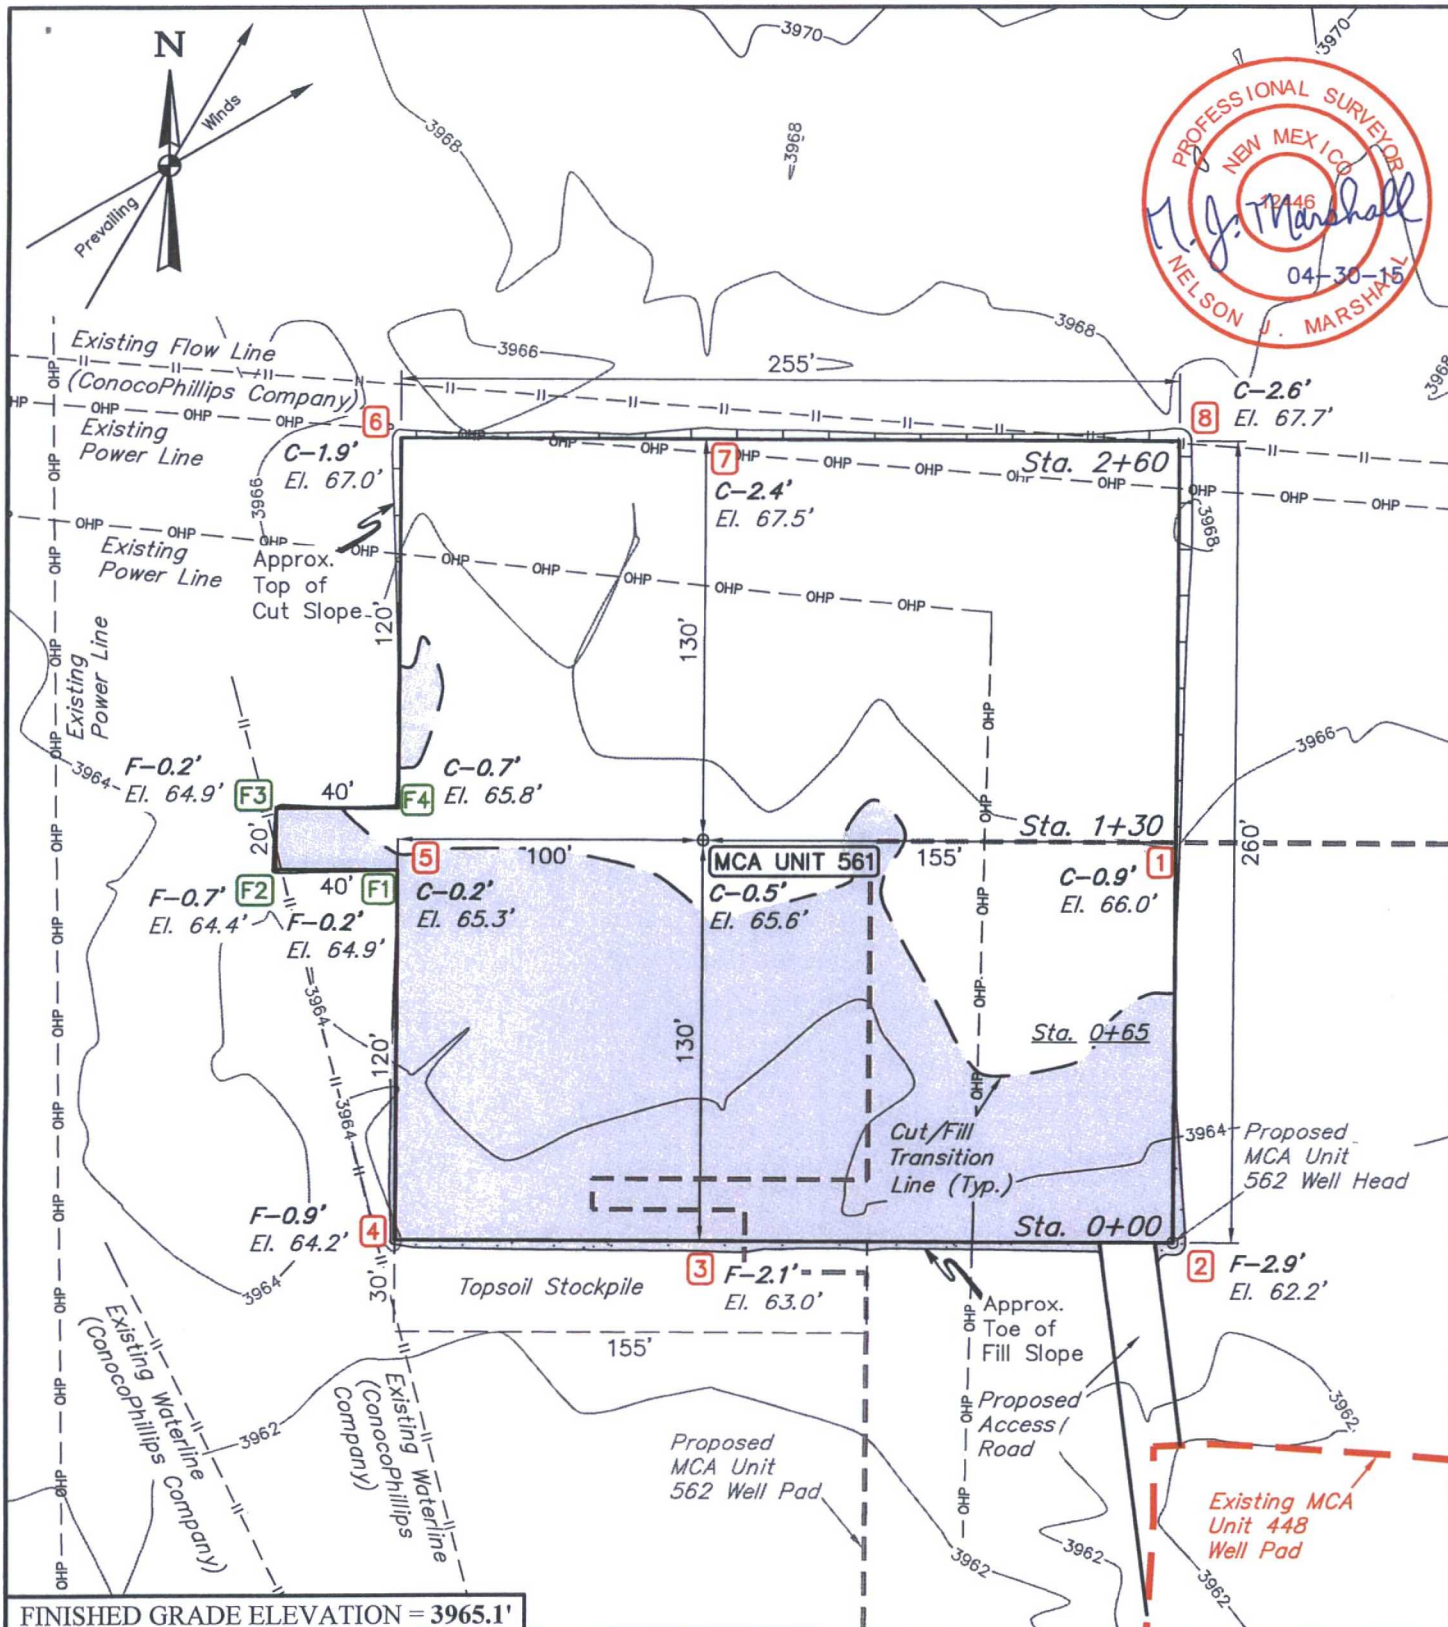 N
Winds
Prevailing
3970
3970
3968
3968
PROFESSIONAL SURVEYOR
NEW MEXICO
12446
N. J. Marshall
04-30-15
NELSON J. MARSHALL
3968
3968
3966
255'
Existing Flow Line
(ConocoPhillips Company)
Existing
Power Line
6
C-1.9'
El. 67.0'
8
C-2.6'
El. 67.7'
7
C-2.4'
El. 67.5'
Sta. 2+60
3966
3968
Existing
Power Line
Approx.
Top of
Cut Slope
120'
130'
Existing
Power Line
3964
3966
F-0.2'
El. 64.9'
F3
40'
F4
C-0.7'
El. 65.8'
20'
5
100'
MCA UNIT 561
155'
Sta. 1+30
1
260'
F-0.7'
El. 64.4'
F2
40'
F1
F-0.2'
El. 64.9'
C-0.2'
El. 65.3'
C-0.5'
El. 65.6'
C-0.9'
El. 66.0'
3964
130'
120'
Sta. 0+65
3964
Cut/Fill
Transition
Line (Typ.)
3964
Proposed
MCA Unit
562 Well Head
F-0.9'
El. 64.2'
4
Sta. 0+00
2
F-2.9'
El. 62.2'
3
F-2.1'
El. 63.0'
3964
30'
Topsoil Stockpile
155'
Approx.
Toe of
Fill Slope
Existing Waterline
(ConocoPhillips Company)
Existing Waterline
(ConocoPhillips
Company)
3962
Proposed
MCA Unit
562 Well Pad
Proposed
Access
Road
3962
3962
3962
3962
Existing MCA
Unit 448
Well Pad
OHP
FINISHED GRADE ELEVATION = 3965.1'